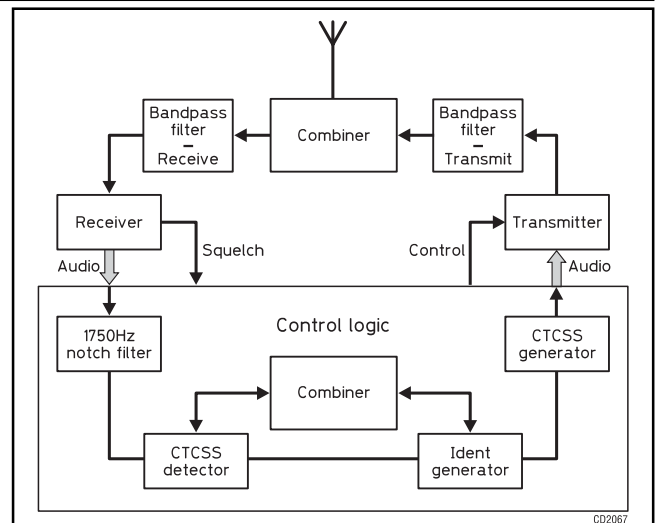 Bandpass
filter
–
Receive
Combiner
Bandpass
filter
–
Transmit
Receiver
Squelch
Control
Transmitter
Audio
Audio
Control logic
1750Hz
notch filter
CTCSS
generator
Combiner
CTCSS
detector
Ident
generator
CD2067